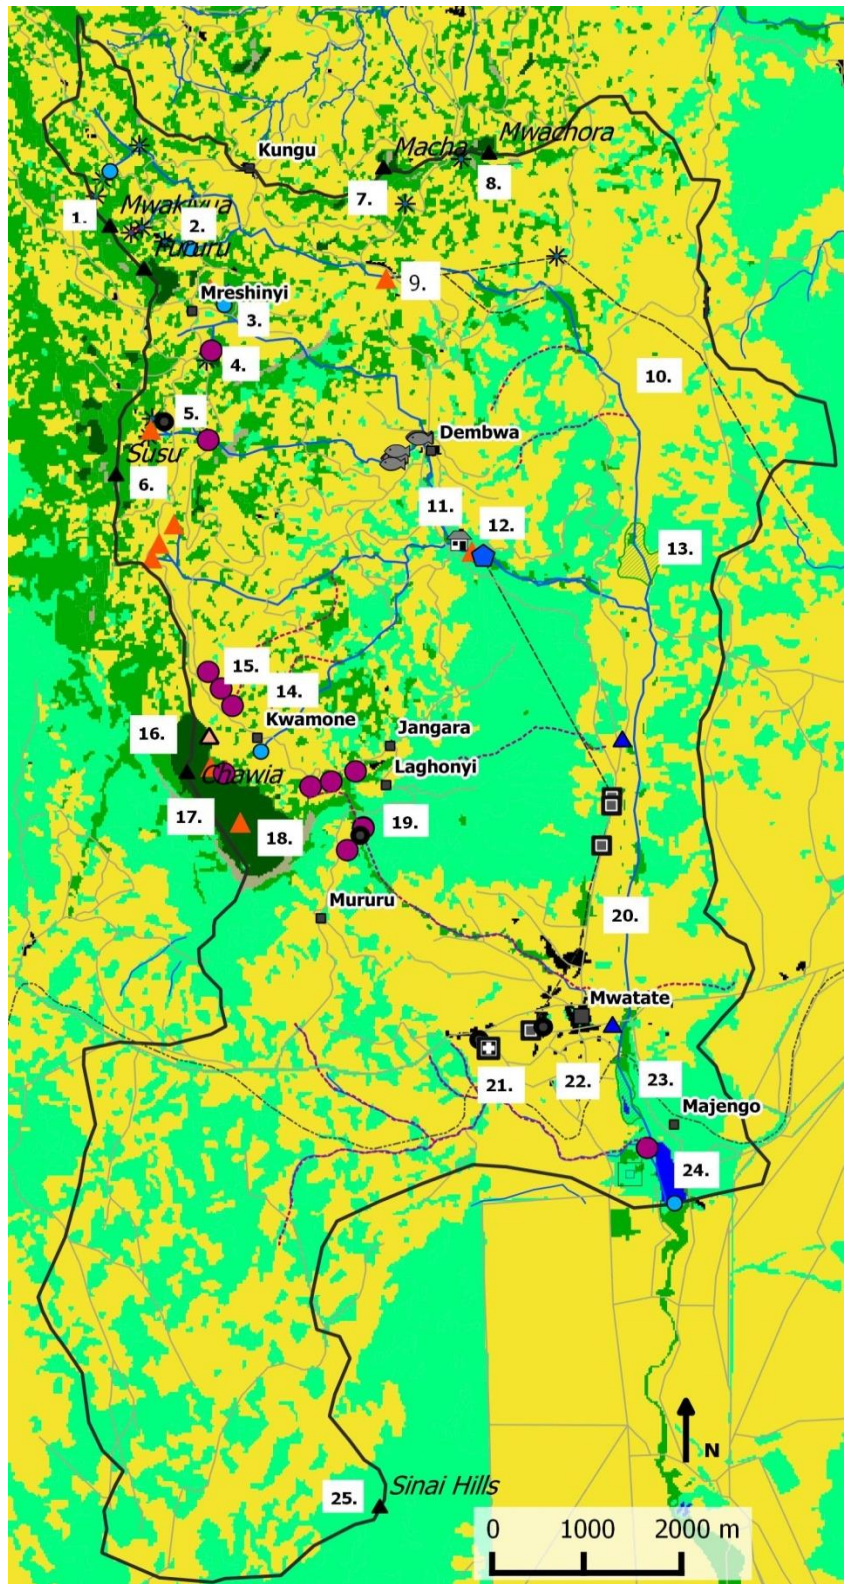 Kungu
Macha
Mwachora
7.
8.
1.
Mwakiyua
2.
Fururu
9.
Mreshinyi
3.
4.
10.
5.
Susu
Dembwa
6.
11.
12.
13.
15.
14.
16.
Kwamone
Jangara
Chawia
Laghonyi
17.
18.
19.
Mururu
20.
Mwatate
21.
22.
23.
Majengo
24.
N
25.
Sinai Hills
0 1000 2000 m